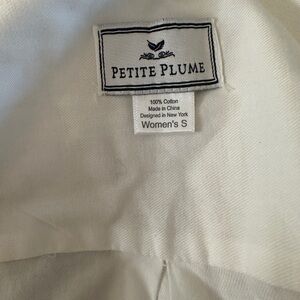 PETITE PLUME
100% Cotton
Made in China
Designed in New York
Women's S